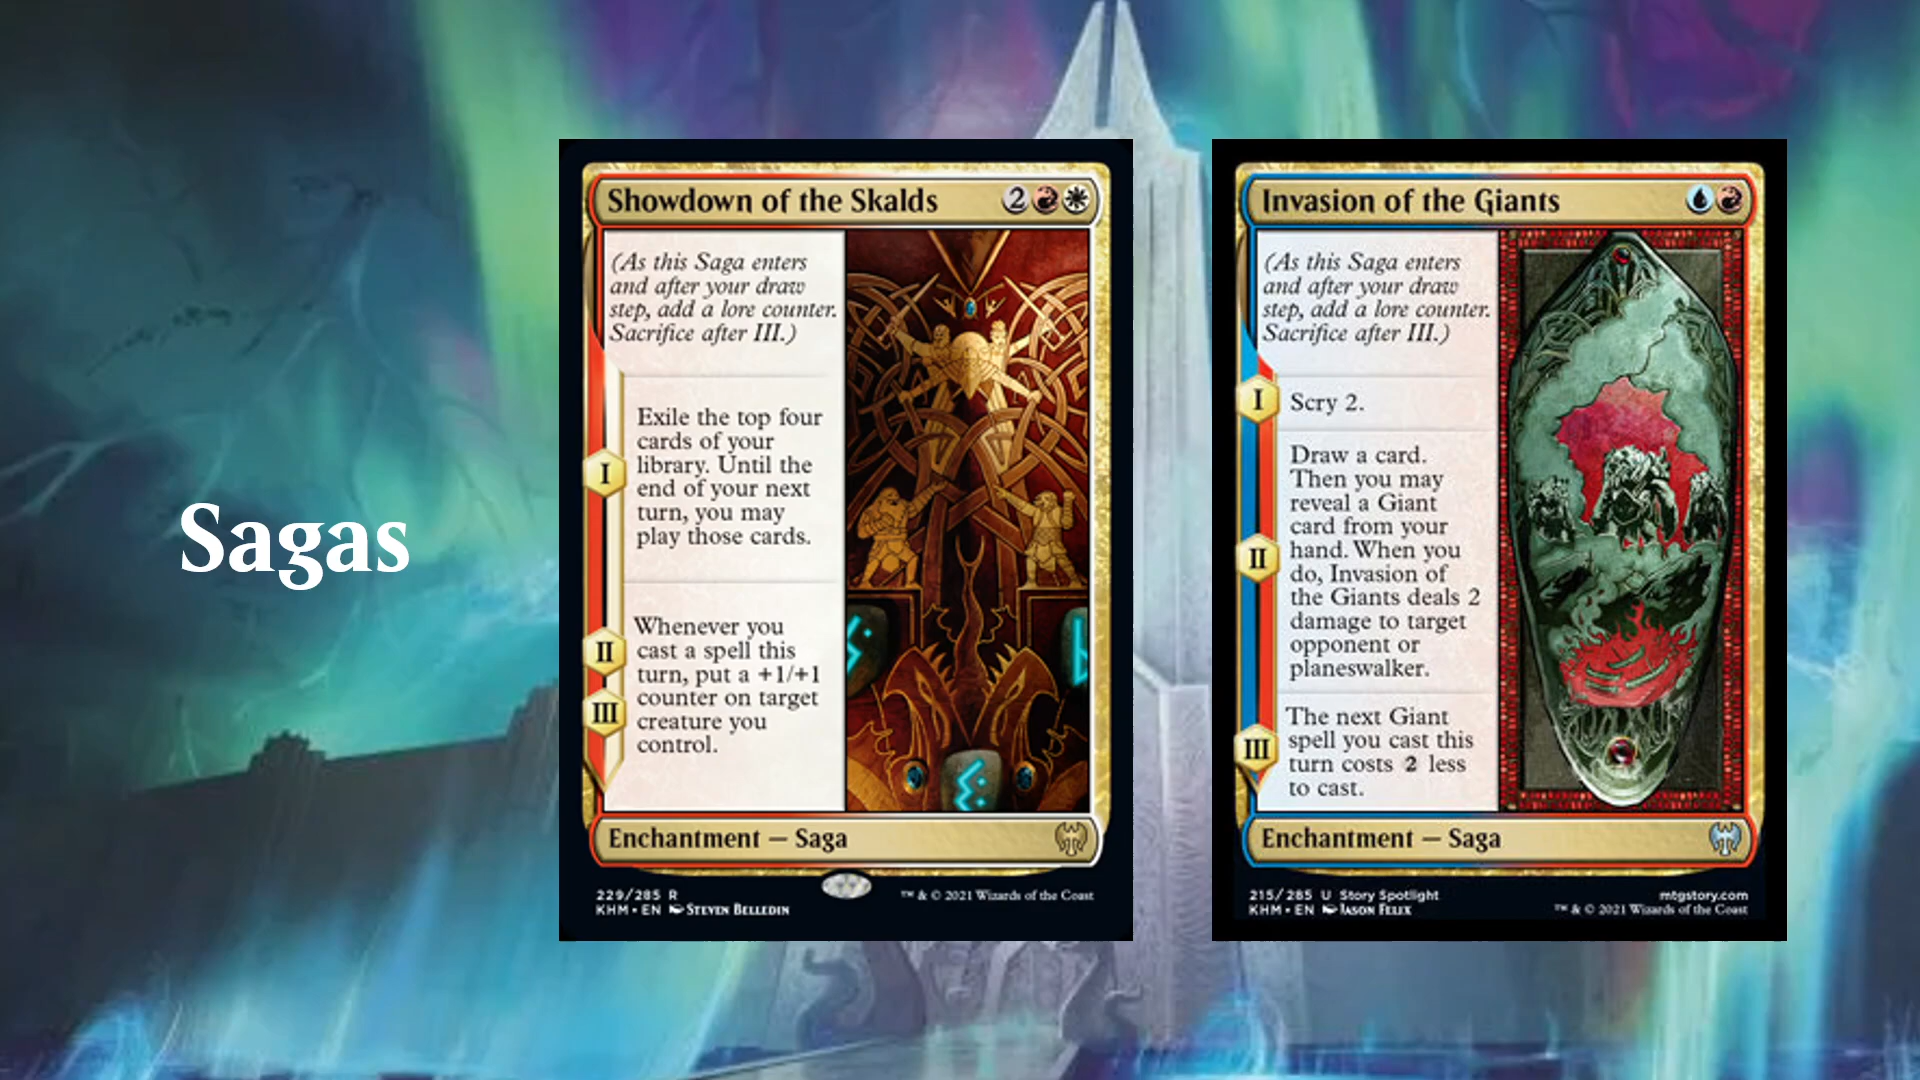 Sagas
Showdown of the Skalds 2
(As this Saga enters
and after your draw
step, add a lore counter.
Sacrifice after III.)
I
Exile the top four
cards of your
library. Until the
end of your next
turn, you may
play those cards.
II
III
Whenever you
cast a spell this
turn, put a +1/+1
counter on target
creature you
control.
Enchantment — Saga
229/285 R
KHM • EN STEVEN BELLEDIN
™ & © 2021 Wizards of the Coast
Invasion of the Giants
(As this Saga enters
and after your draw
step, add a lore counter.
Sacrifice after III.)
I
Scry 2.
II
Draw a card.
Then you may
reveal a Giant
card from your
hand. When you
do, Invasion of
the Giants deals 2
damage to target
opponent or
planeswalker.
III
The next Giant
spell you cast this
turn costs 2 less
to cast.
Enchantment — Saga
215/285 U Story Spotlight
KHM • EN JASON FELIX
mtgstory.com
™ & © 2021 Wizards of the Coast